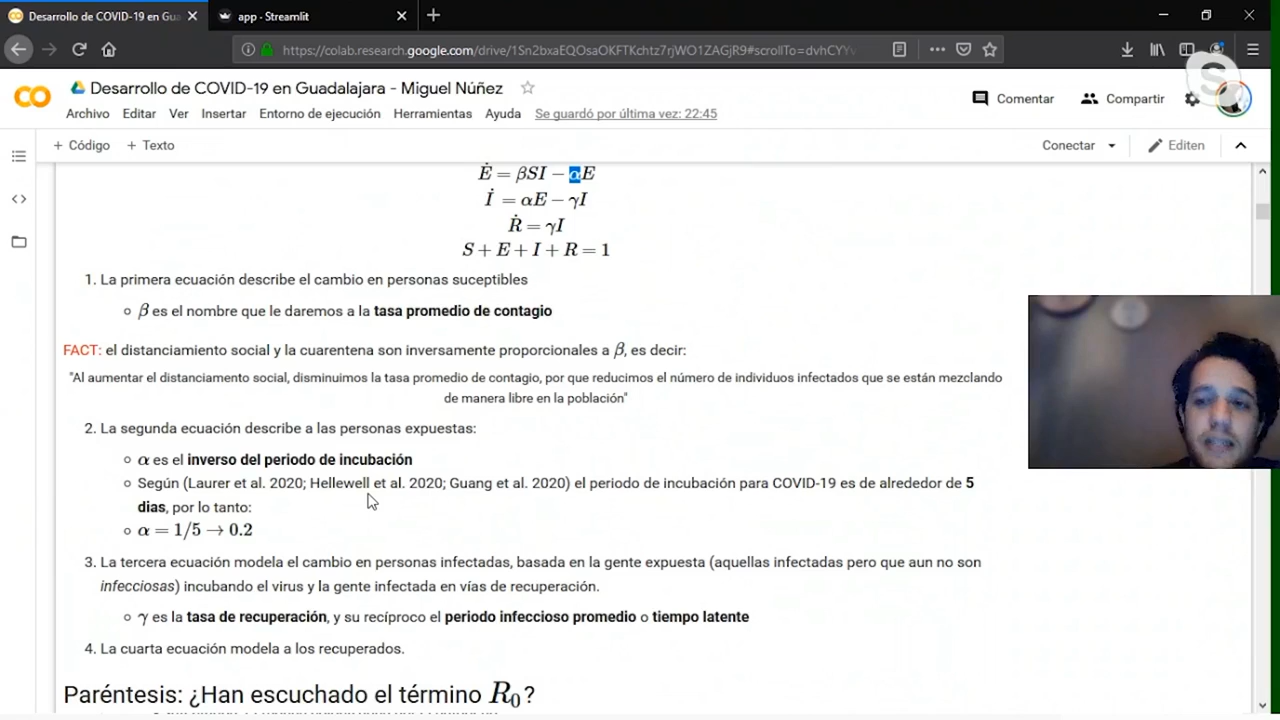 Desarrollo de COVID-19 en Gua
app - Streamlit
https://colab.research.google.com/drive/1Sn2bxaEQOsaOKFTKchtz7rjWO1ZAGjR9#scrollTo=dvhCYYv
Desarrollo de COVID-19 en Guadalajara - Miguel Núñez
Comentar
Compartir
Archivo Editar Ver Insertar Entorno de ejecución Herramientas Ayuda Se guardó por última vez: 22:45
+ Código + Texto
Conectar
Editen
Ė = βSI − αE
İ = αE − γI
Ṙ = γI
S + E + I + R = 1
1. La primera ecuación describe el cambio en personas suceptibles
β es el nombre que le daremos a la tasa promedio de contagio
FACT: el distanciamiento social y la cuarentena son inversamente proporcionales a β, es decir:
"Al aumentar el distanciamiento social, disminuimos la tasa promedio de contagio, por que reducimos el número de individuos infectados que se están mezclando
de manera libre en la población"
2. La segunda ecuación describe a las personas expuestas:
α es el inverso del periodo de incubación
Según (Laurer et al. 2020; Hellewell et al. 2020; Guang et al. 2020) el periodo de incubación para COVID-19 es de alrededor de 5
dias, por lo tanto:
α = 1/5 → 0.2
3. La tercera ecuación modela el cambio en personas infectadas, basada en la gente expuesta (aquellas infectadas pero que aun no son
infecciosas) incubando el virus y la gente infectada en vías de recuperación.
γ es la tasa de recuperación, y su recíproco el periodo infeccioso promedio o tiempo latente
4. La cuarta ecuación modela a los recuperados.
Paréntesis: ¿Han escuchado el término R₀?